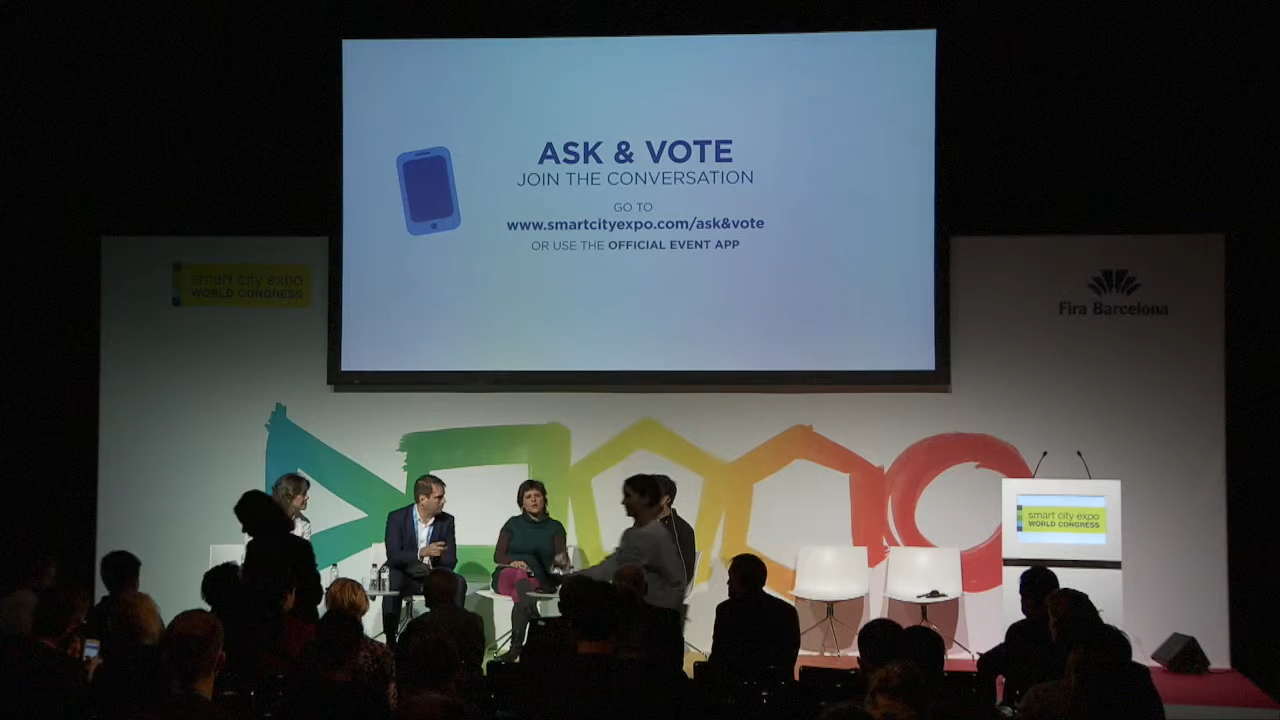 ASK & VOTE
JOIN THE CONVERSATION
GO TO
www.smartcityexpo.com/ask&vote
OR USE THE OFFICIAL EVENT APP
smart city expo
WORLD CONGRESS
Fira Barcelona
smart city expo
WORLD CONGRESS